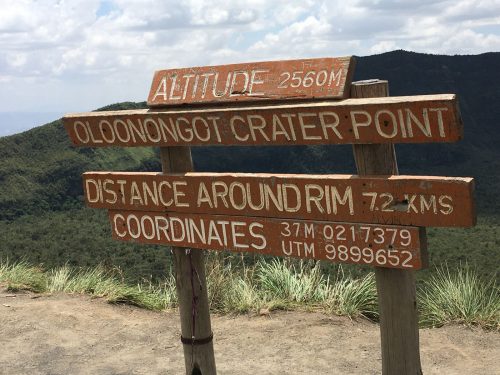 ALTITUDE 2560M
OLOONONGOT CRATER POINT
DISTANCE AROUND RIM 7.2 KMS
COORDINATES 37M 0217379
UTM 9899652